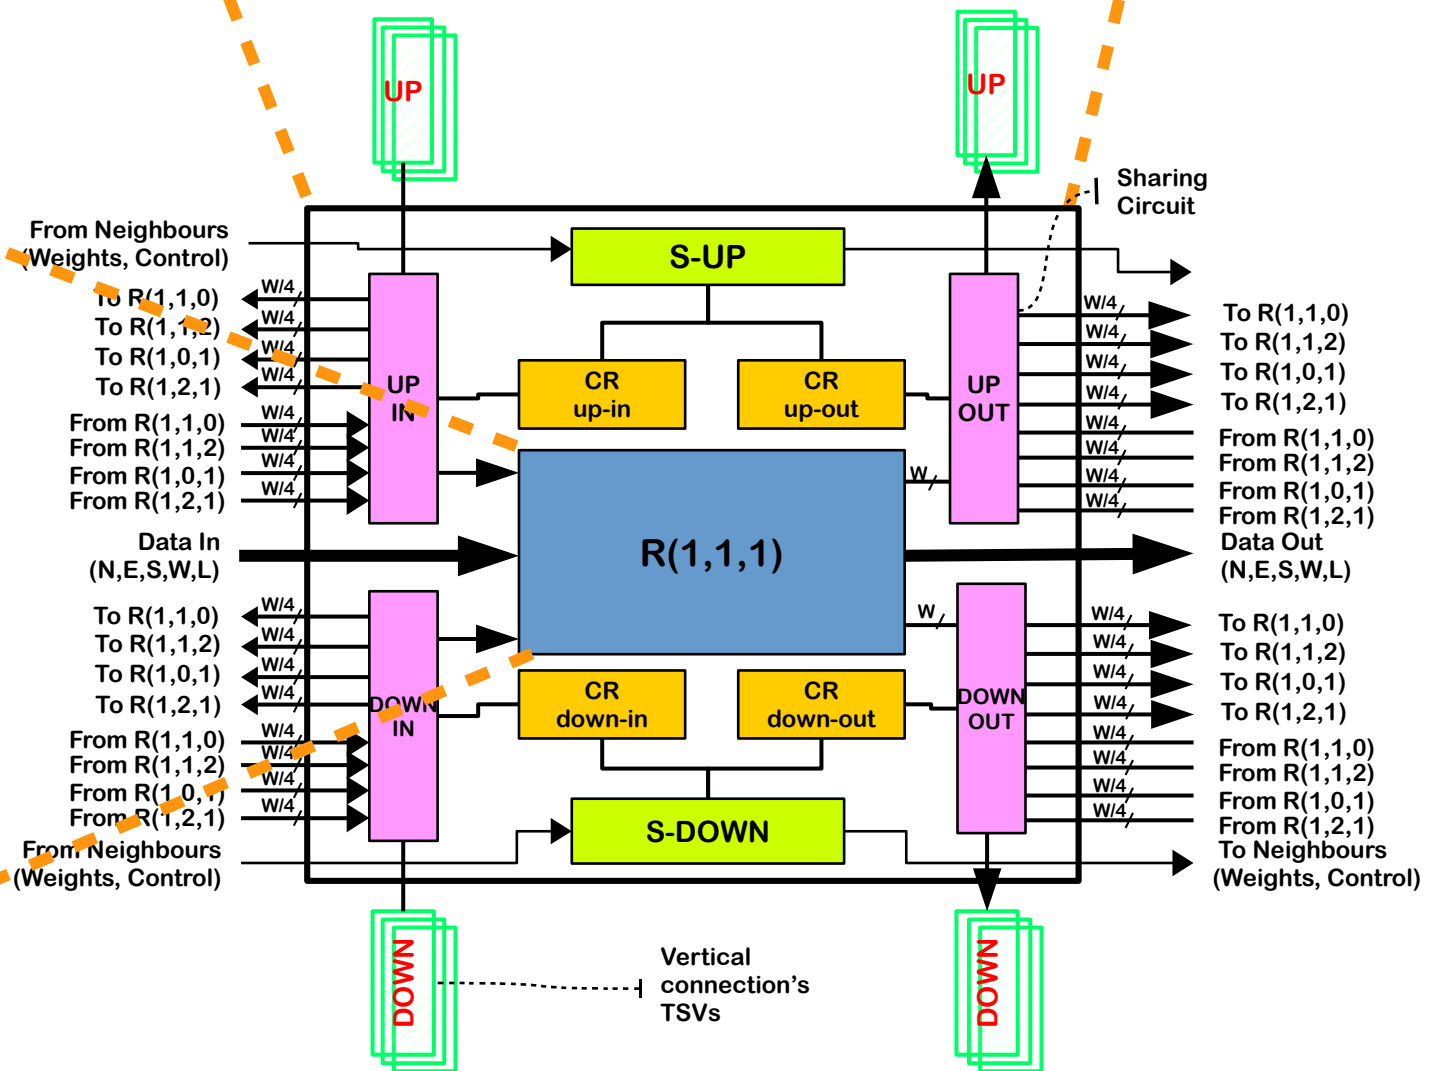 UP
UP
Sharing
Circuit
From Neighbours
(Weights, Control)
S-UP
To R(1,1,0)
W/4
To R(1,1,2)
W/4
To R(1,0,1)
W/4
To R(1,2,1)
W/4
From R(1,1,0)
W/4
From R(1,1,2)
W/4
From R(1,0,1)
W/4
From R(1,2,1)
W/4
UP
IN
CR
up-in
CR
up-out
UP
OUT
W/4
To R(1,1,0)
W/4
To R(1,1,2)
W/4
To R(1,0,1)
W/4
To R(1,2,1)
W/4
From R(1,1,0)
W/4
From R(1,1,2)
W/4
From R(1,0,1)
W/4
From R(1,2,1)
W
Data In
(N,E,S,W,L)
R(1,1,1)
Data Out
(N,E,S,W,L)
W
To R(1,1,0)
W/4
To R(1,1,2)
W/4
To R(1,0,1)
W/4
To R(1,2,1)
W/4
From R(1,1,0)
W/4
From R(1,1,2)
W/4
From R(1,0,1)
W/4
From R(1,2,1)
W/4
DOWN
IN
CR
down-in
CR
down-out
DOWN
OUT
W/4
To R(1,1,0)
W/4
To R(1,1,2)
W/4
To R(1,0,1)
W/4
To R(1,2,1)
W/4
From R(1,1,0)
W/4
From R(1,1,2)
W/4
From R(1,0,1)
W/4
From R(1,2,1)
From Neighbours
(Weights, Control)
S-DOWN
To Neighbours
(Weights, Control)
DOWN
Vertical
connection's
TSVs
DOWN